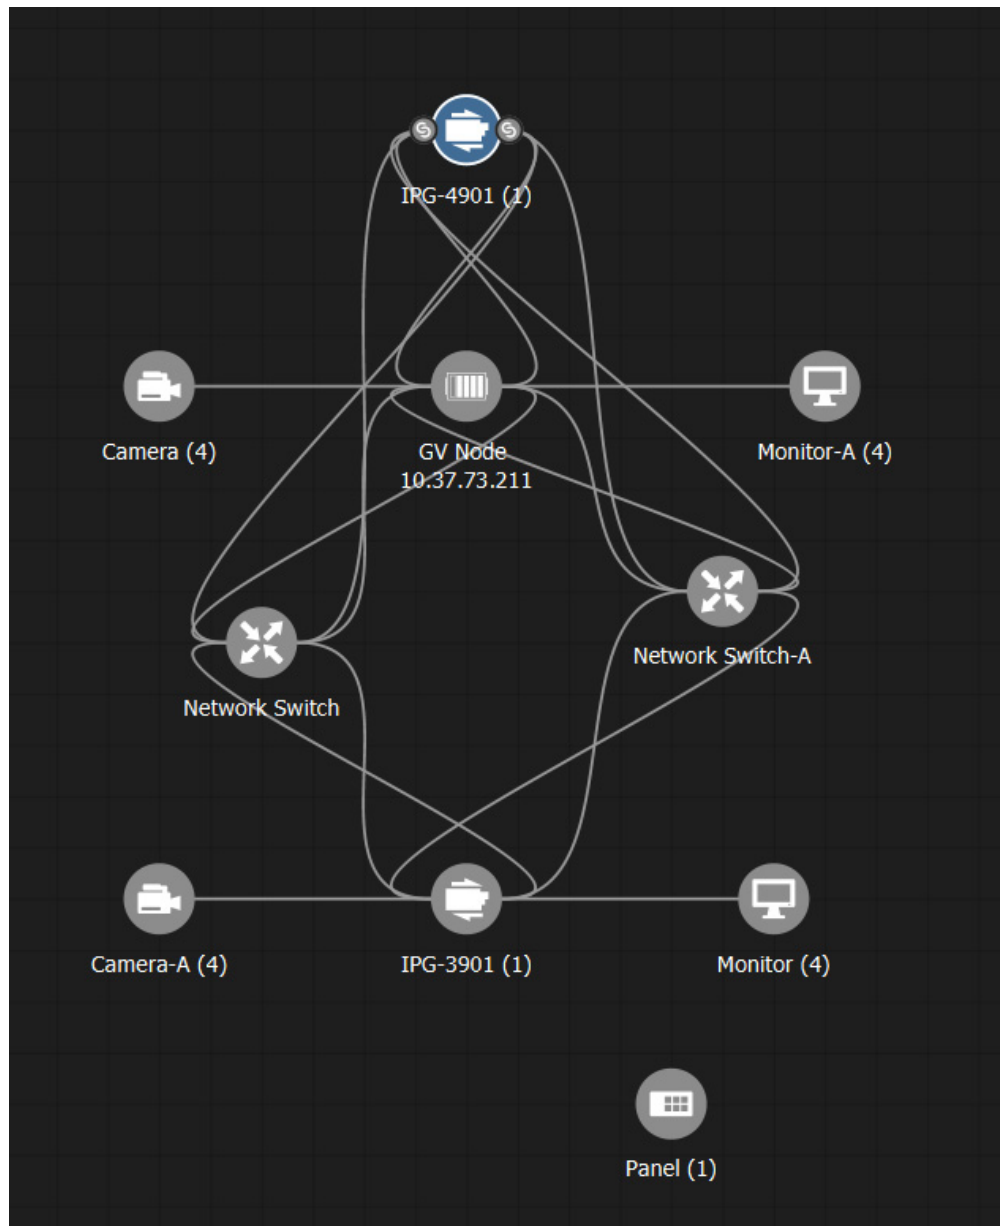 IPG-4901 (1)
Camera (4)
GV Node
10.37.73.211
Monitor-A (4)
Network Switch-A
Network Switch
Camera-A (4)
IPG-3901 (1)
Monitor (4)
Panel (1)